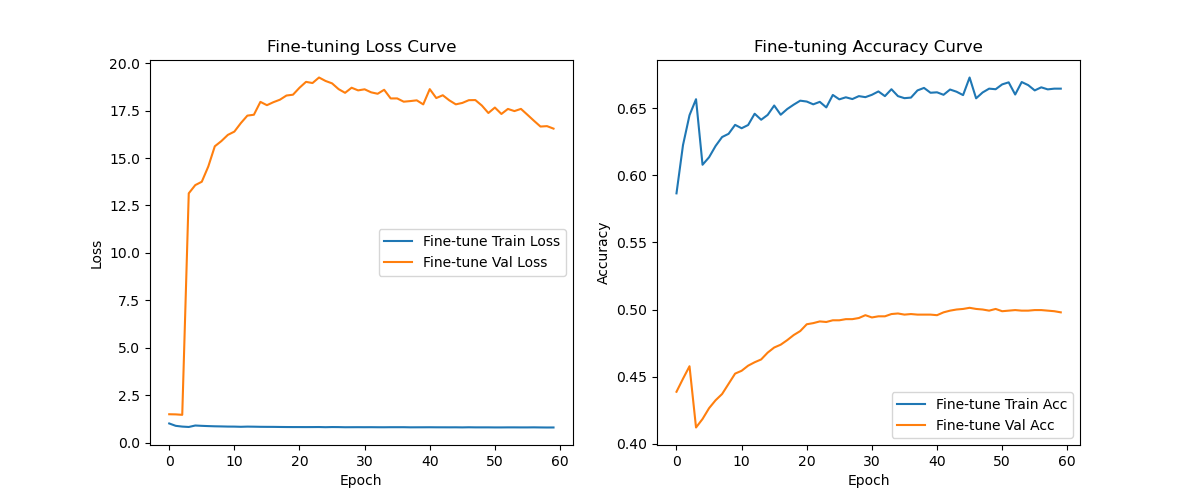 Fine-tuning Loss Curve
20.0
17.5
15.0
12.5
10.0
7.5
5.0
2.5
0.0
Loss
Fine-tune Train Loss
Fine-tune Val Loss
0 10 20 30 40 50 60
Epoch
Fine-tuning Accuracy Curve
0.65
0.60
0.55
0.50
0.45
0.40
Accuracy
Fine-tune Train Acc
Fine-tune Val Acc
0 10 20 30 40 50 60
Epoch